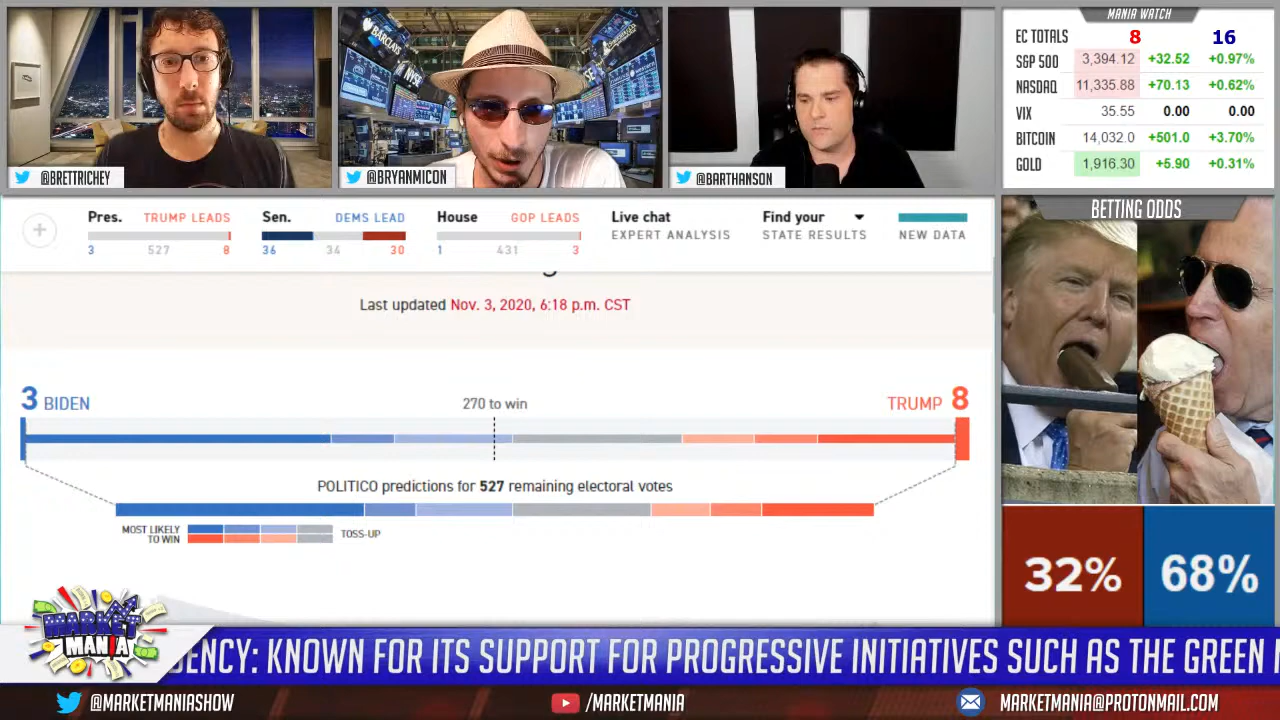 BARCLAYS
NYSE
@BRETTRICHEY
@BRYANMICON
@BARTHANSON
MANIA WATCH
EC TOTALS 8 16
S&P 500 3,394.12 +32.52 +0.97%
NASDAQ 11,335.88 +70.13 +0.62%
VIX 35.55 0.00 0.00
BITCOIN 14,032.0 +501.0 +3.70%
GOLD 1,916.30 +5.90 +0.31%
Pres. TRUMP LEADS
3 527 8
Sen. DEMS LEAD
36 34 30
House GOP LEADS
1 431 3
Live chat
EXPERT ANALYSIS
Find your
STATE RESULTS
NEW DATA
Last updated Nov. 3, 2020, 6:18 p.m. CST
3 BIDEN
270 to win
TRUMP 8
POLITICO predictions for 527 remaining electoral votes
MOST LIKELY
TO WIN
TOSS-UP
BETTING ODDS
32% 68%
MARKET
MANIA
DENCY: KNOWN FOR ITS SUPPORT FOR PROGRESSIVE INITIATIVES SUCH AS THE GREEN
@MARKETMANIASHOW
/MARKETMANIA
MARKETMANIA@PROTONMAIL.COM